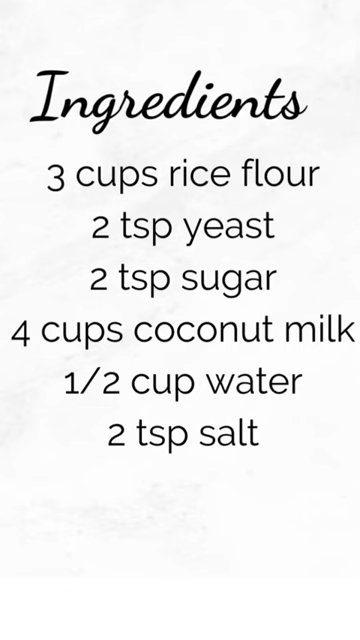 Ingredients
3 cups rice flour
2 tsp yeast
2 tsp sugar
4 cups coconut milk
1/2 cup water
2 tsp salt